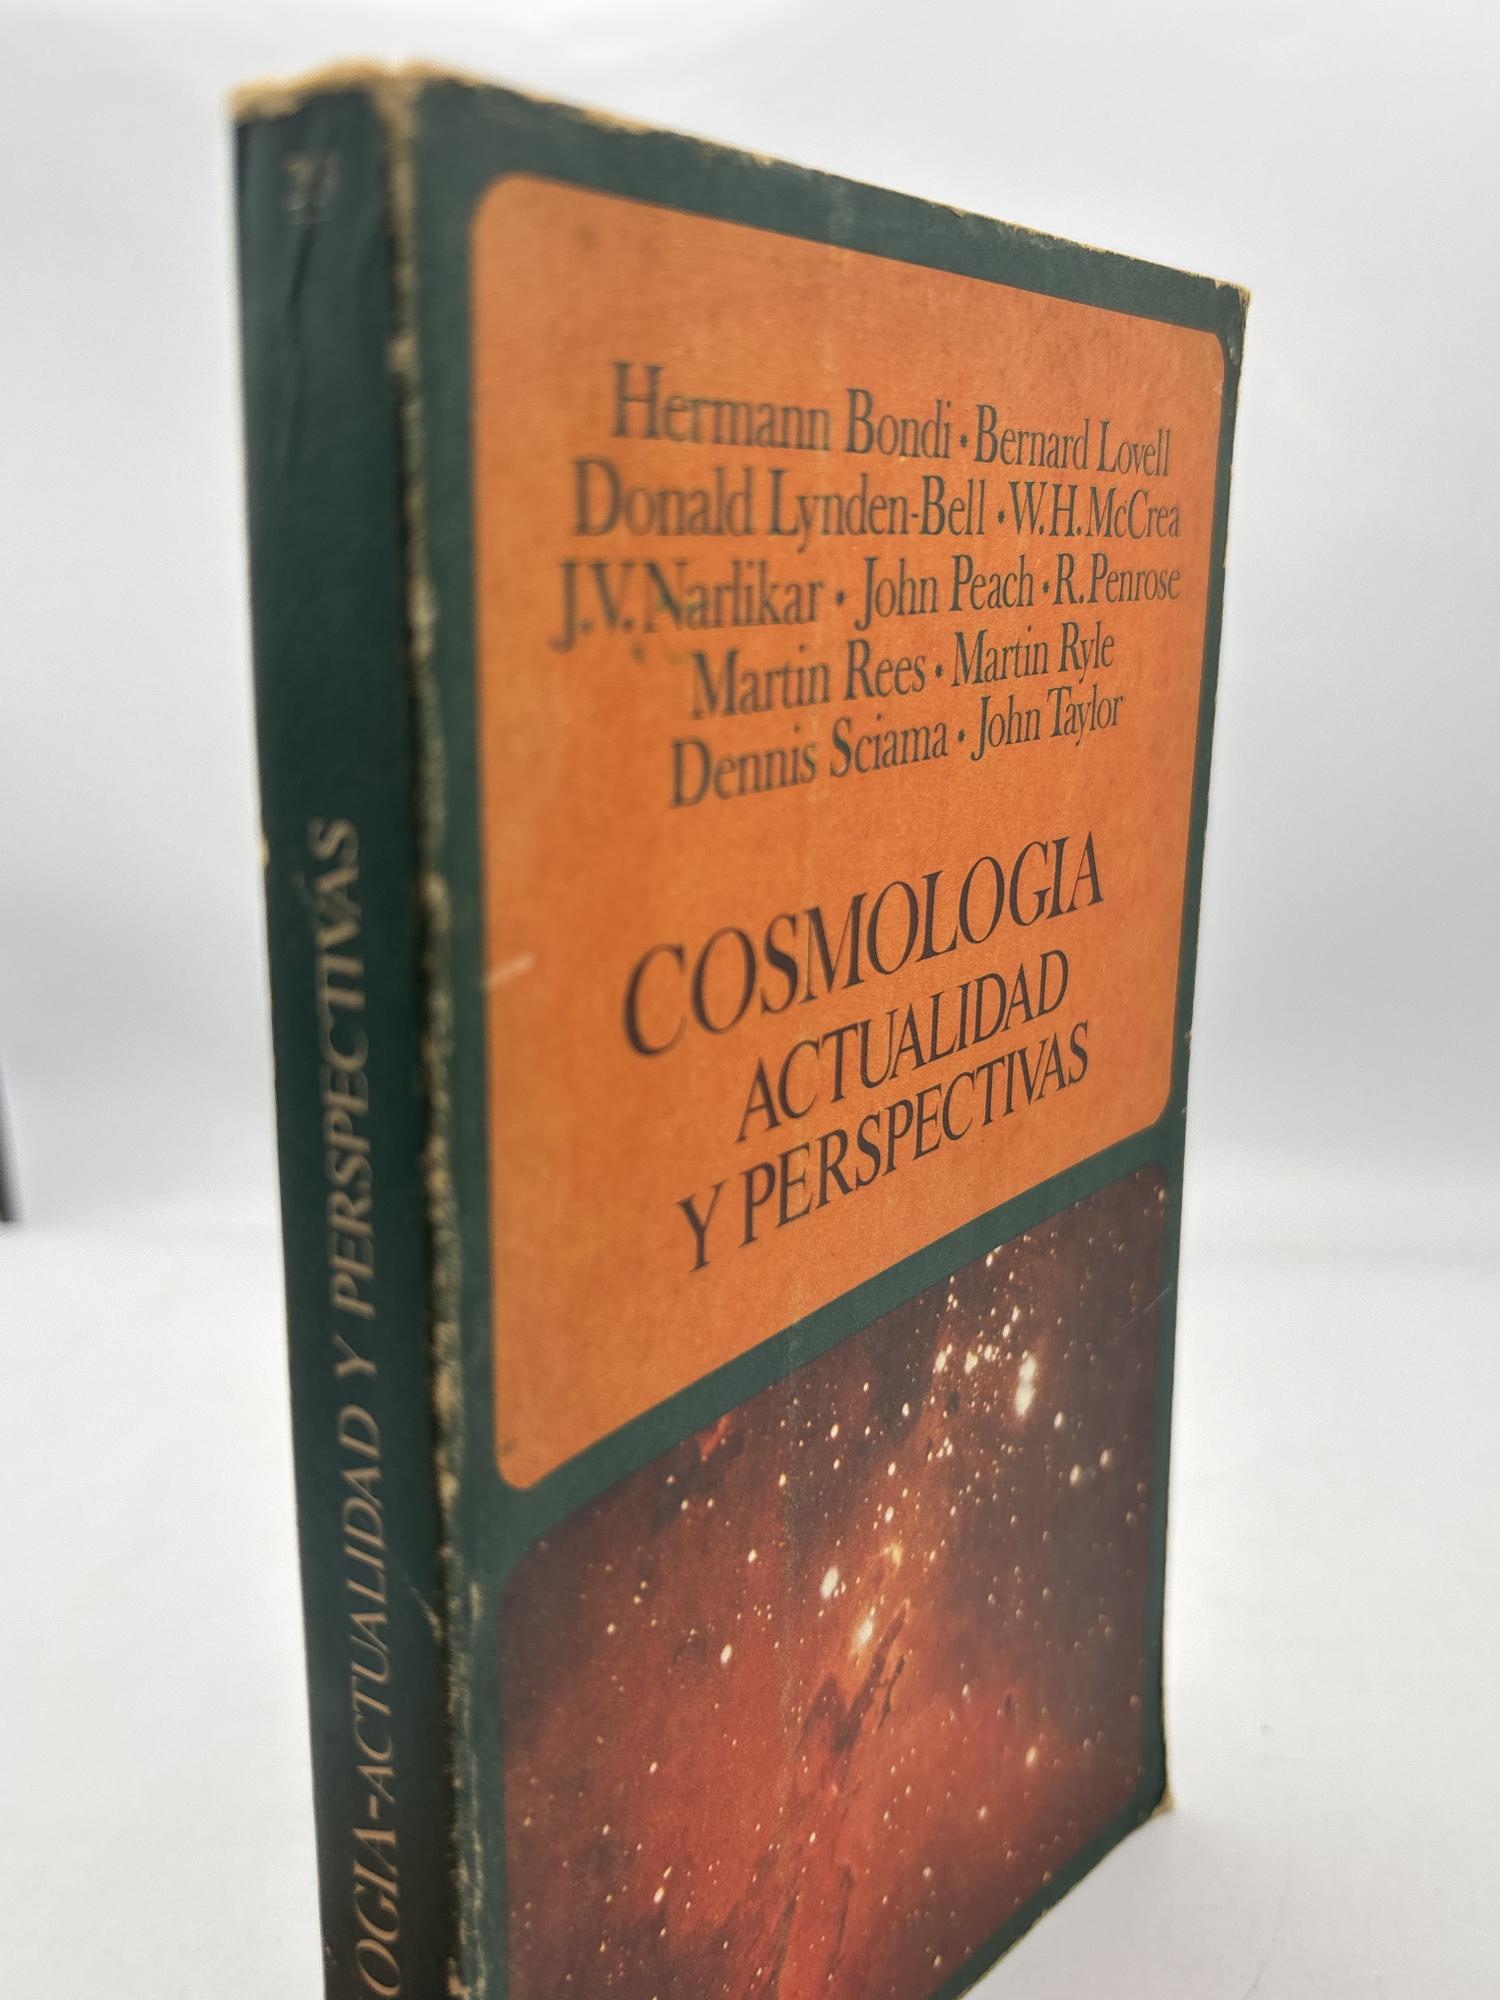 Hermann Bondi • Bernard Lovell
Donald Lynden-Bell • W.H. McCrea
J.V. Narlikar • John Peach • R. Penrose
Martin Rees • Martin Ryle
Dennis Sciama • John Taylor
COSMOLOGIA
ACTUALIDAD
Y PERSPECTIVAS
OGIA-ACTUALIDAD Y PERSPECTIVAS